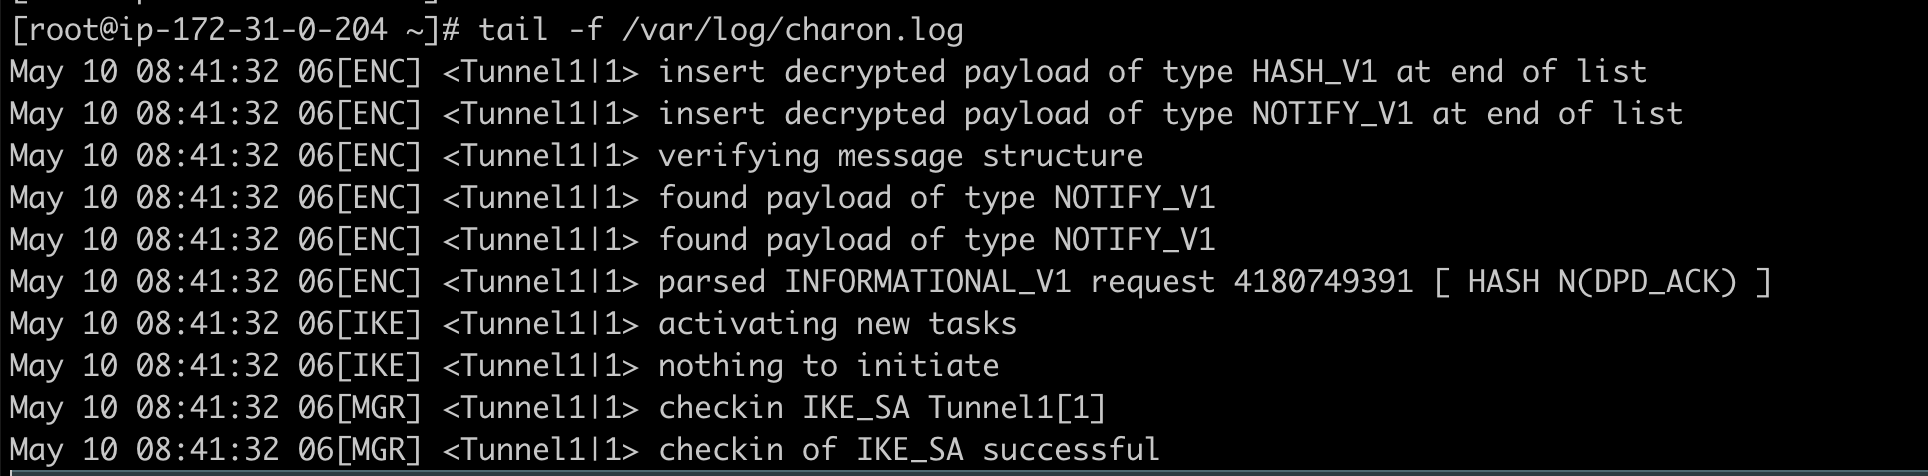 [root@ip-172-31-0-204 ~]# tail -f /var/log/charon.log
May 10 08:41:32 06[ENC] <Tunnel1|1> insert decrypted payload of type HASH_V1 at end of list
May 10 08:41:32 06[ENC] <Tunnel1|1> insert decrypted payload of type NOTIFY_V1 at end of list
May 10 08:41:32 06[ENC] <Tunnel1|1> verifying message structure
May 10 08:41:32 06[ENC] <Tunnel1|1> found payload of type NOTIFY_V1
May 10 08:41:32 06[ENC] <Tunnel1|1> found payload of type NOTIFY_V1
May 10 08:41:32 06[ENC] <Tunnel1|1> parsed INFORMATIONAL_V1 request 4180749391 [ HASH N(DPD_ACK) ]
May 10 08:41:32 06[IKE] <Tunnel1|1> activating new tasks
May 10 08:41:32 06[IKE] <Tunnel1|1> nothing to initiate
May 10 08:41:32 06[MGR] <Tunnel1|1> checkin IKE_SA Tunnel1[1]
May 10 08:41:32 06[MGR] <Tunnel1|1> checkin of IKE_SA successful